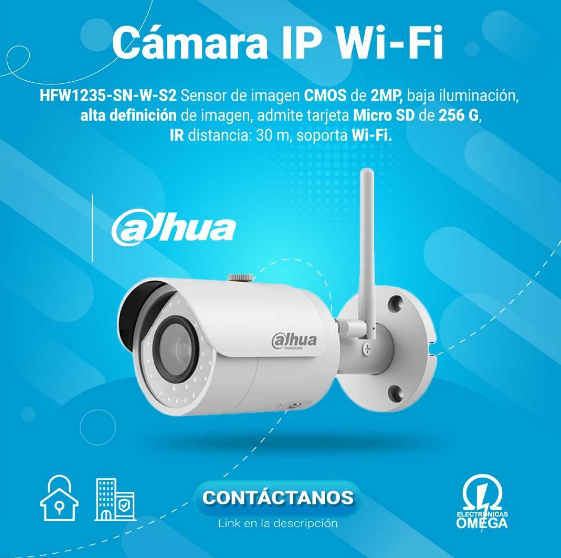 Cámara IP Wi-Fi
HFW1235-SN-W-S2 Sensor de imagen CMOS de 2MP, baja iluminación,
alta definición de imagen, admite tarjeta Micro SD de 256 G,
IR distancia: 30 m, soporta Wi-Fi.
alhua
alhua
CONTÁCTANOS
Link en la descripción
ELECTRÓNICAS
OMEGA